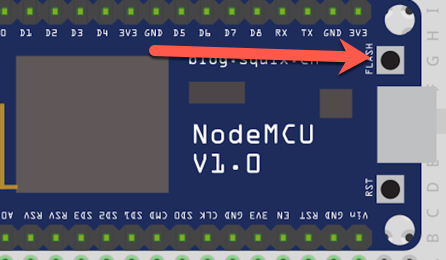 D1 D2 D3 D4 3V3 GND D5 D6 D7 D8 RX TX GND 3V3
FLASH
blog.squix.ch
NodeMCU
V1.0
RST
A0 RSV RSV SD3 SD2 SD1 CMD SD0 CLK GND 3V3 EN RST GND Vin
I
H
G
D
C
B